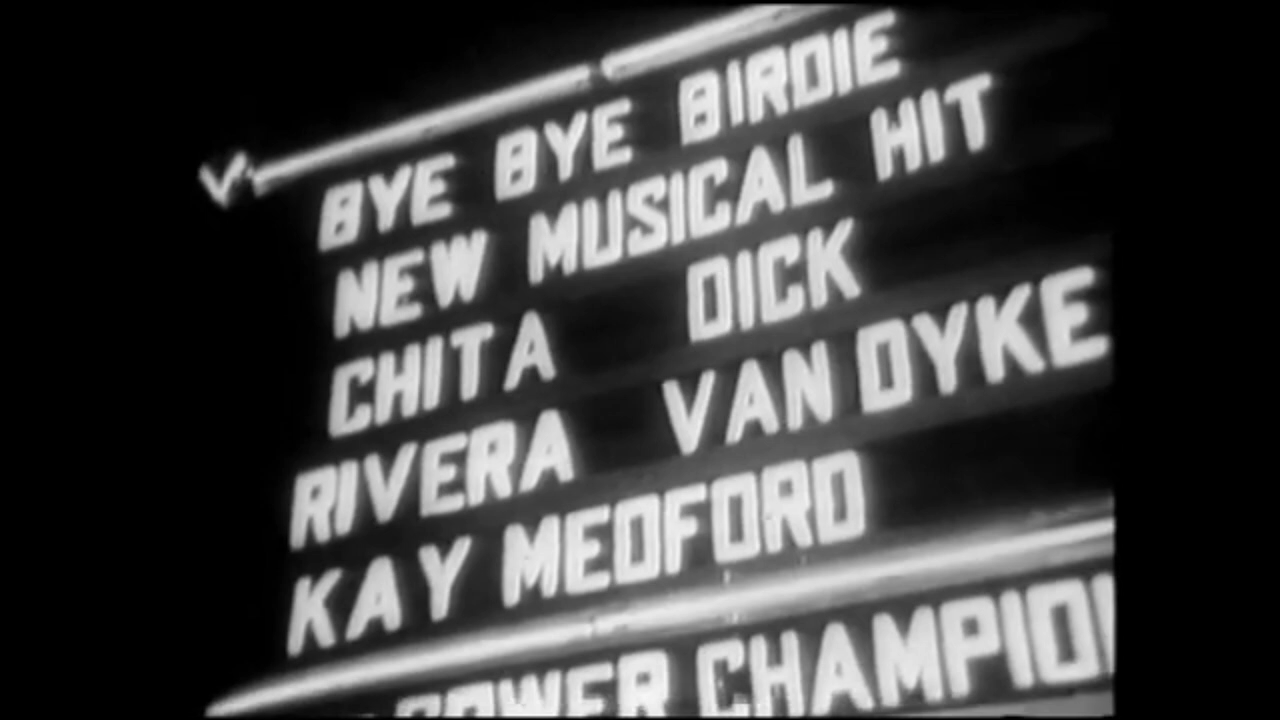 BYE BYE BIRDIE
NEW MUSICAL HIT
CHITA DICK
RIVERA VAN DYKE
KAY MEDFORD
CHAMPION